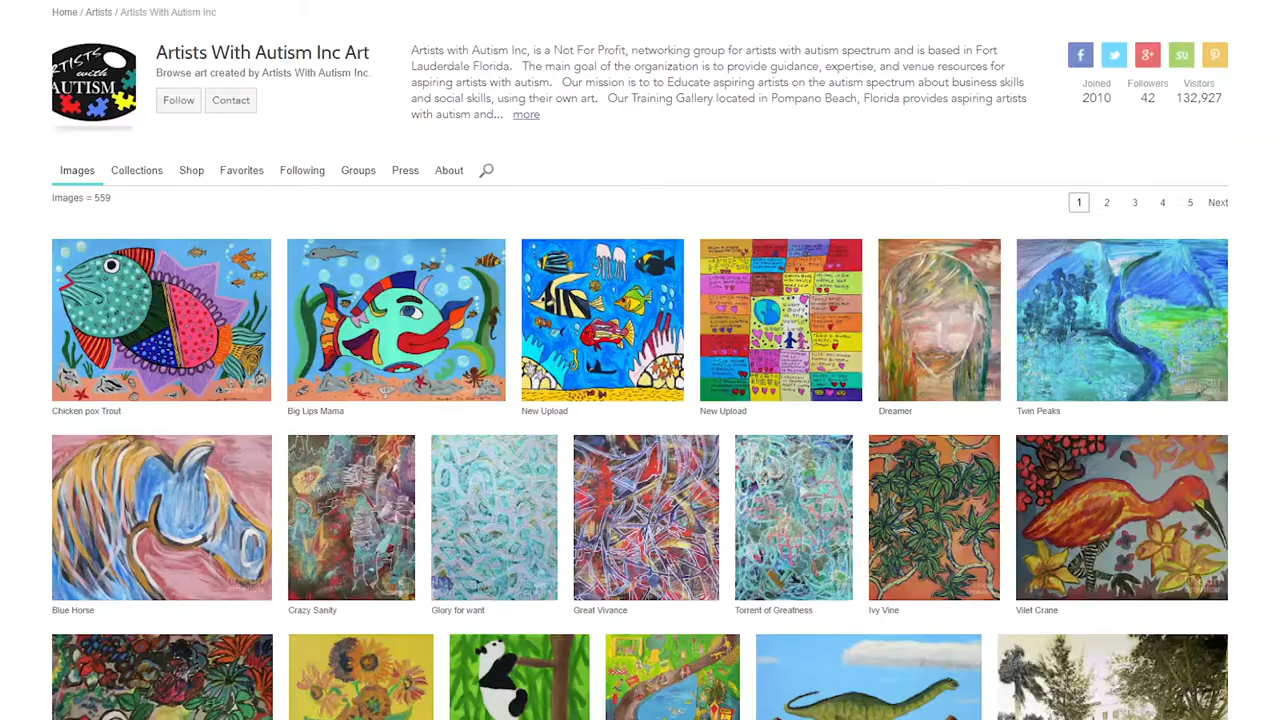 Home / Artists / Artists With Autism Inc
ARTISTS
with
AUTISM
Artists With Autism Inc Art
Browse art created by Artists With Autism Inc.
Follow
Contact
Artists with Autism Inc, is a Not For Profit, networking group for artists with autism spectrum and is based in Fort
Lauderdale Florida.   The main goal of the organization is to provide guidance, expertise, and venue resources for
aspiring artists with autism.   Our mission is to to Educate aspiring artists on the autism spectrum about business skills
and social skills, using their own art.   Our Training Gallery located in Pompano Beach, Florida provides aspiring artists
with autism and... more
Joined
2010
Followers
42
Visitors
132,927
Images Collections Shop Favorites Following Groups Press About
Images = 559
1 2 3 4 5 Next
Chicken pox Trout
Big Lips Mama
New Upload
New Upload
Dreamer
Twin Peaks
Blue Horse
Crazy Sanity
Glory for want
Great Vivance
Torrent of Greatness
Ivy Vine
Vilet Crane